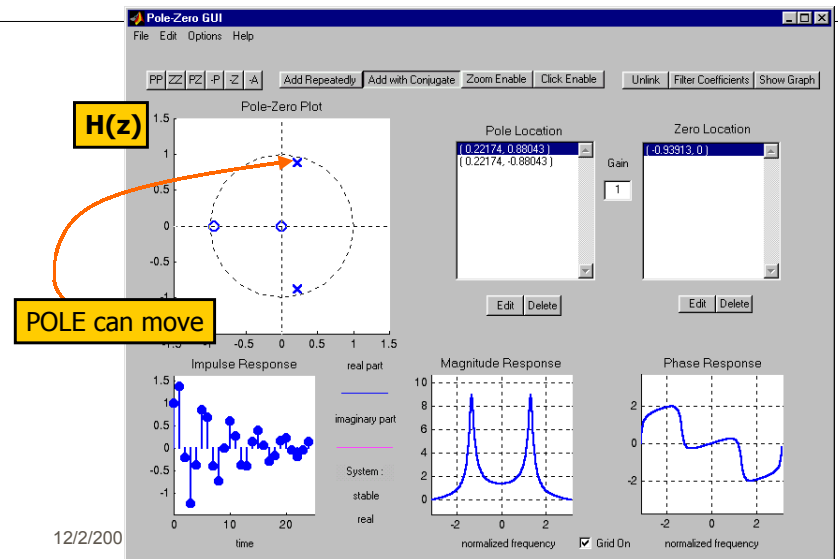 Pole-Zero GUI
File Edit Options Help
PP ZZ PZ -P -Z -A Add Repeatedly Add with Conjugate Zoom Enable Click Enable Unlink Filter Coefficients Show Graph
H(z)
Pole-Zero Plot
1.5
1
0.5
0
-0.5
-1
-1.5 -1 -0.5 0 0.5 1 1.5
POLE can move
Pole Location
( 0.22174, 0.88043 )
( 0.22174, -0.88043 )
Edit Delete
Gain
1
Zero Location
( -0.93913, 0 )
Edit Delete
Impulse Response
1.5
1
0.5
0
-0.5
-1
0 10 20
time
real part
imaginary part
System :
stable
real
Magnitude Response
10
8
6
4
2
0
-2 0 2
normalized frequency
Grid On
Phase Response
2
0
-2
-2 0 2
normalized frequency
12/2/200